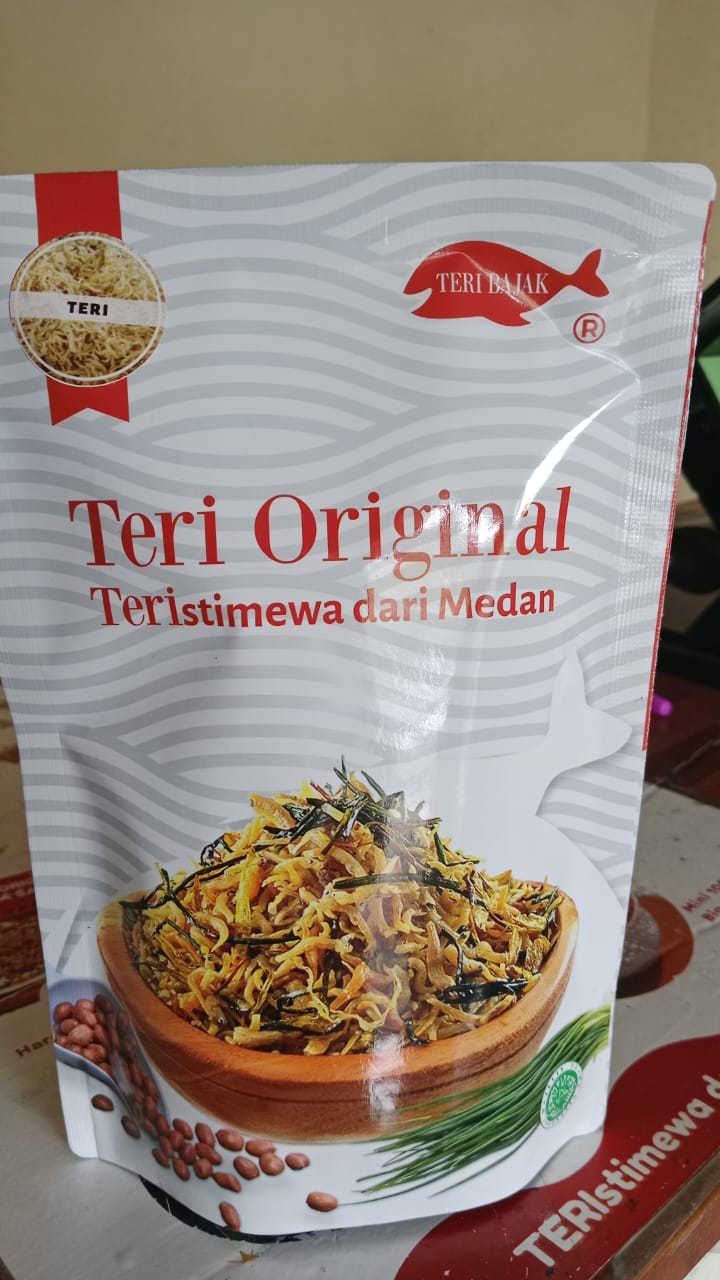 TERI
TERI BAJAK
®
Teri Original
Teristimewa dari Medan
TERIstimewa d